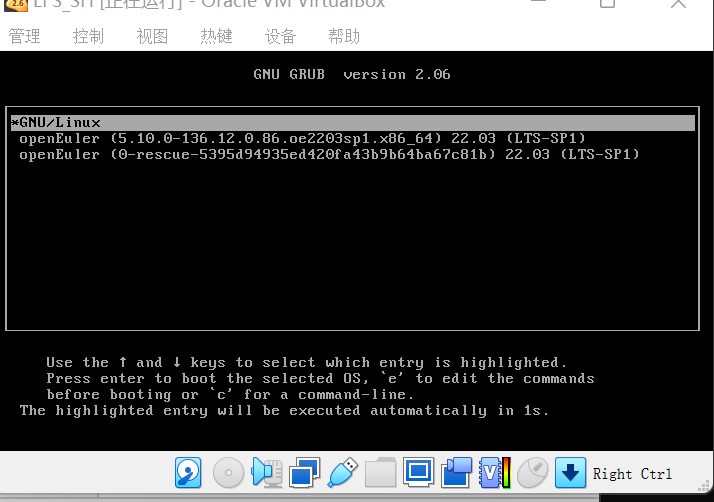 2.6 LFS_SH [正在运行] - Oracle VM VirtualBox
管理 控制 视图 热键 设备 帮助
GNU GRUB version 2.06
*GNU/Linux
openEuler (5.10.0-136.12.0.86.oe2203sp1.x86_64) 22.03 (LTS-SP1)
openEuler (0-rescue-5395d94935ed420fa43b9b64ba67c81b) 22.03 (LTS-SP1)
Use the ↑ and ↓ keys to select which entry is highlighted.
Press enter to boot the selected OS, `e' to edit the commands
before booting or `c' for a command-line.
The highlighted entry will be executed automatically in 1s.
V
Right Ctrl